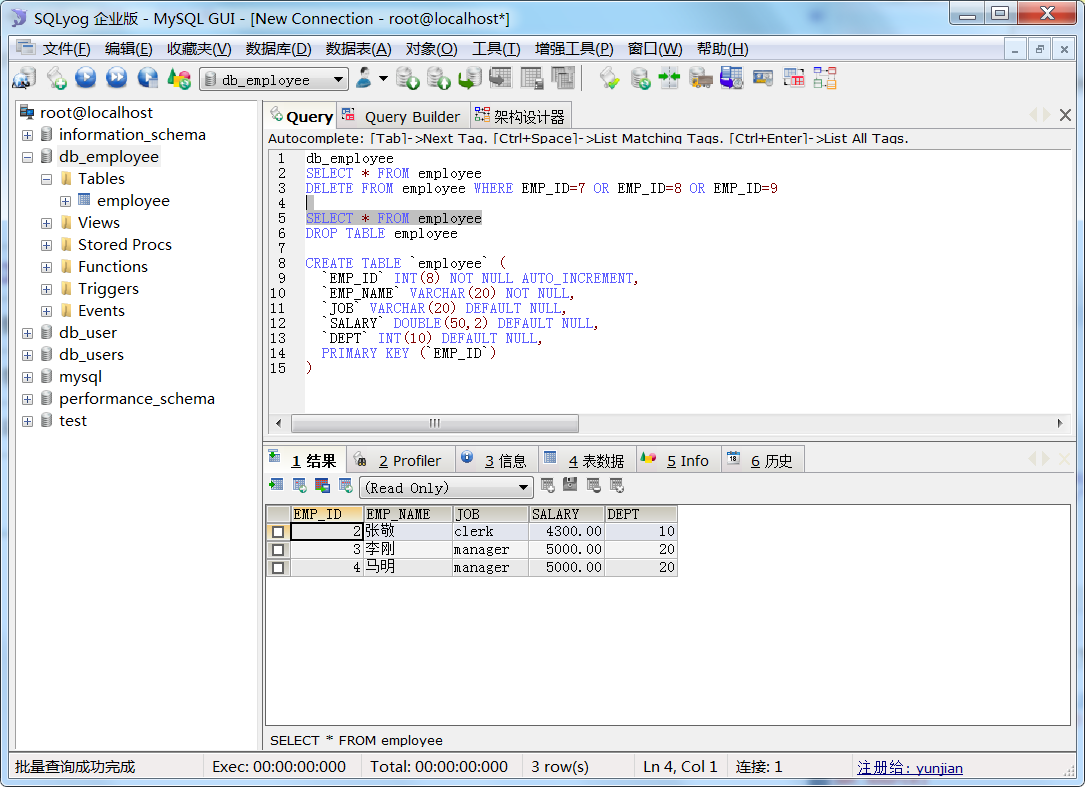 SQLyog 企业版 - MySQL GUI - [New Connection - root@localhost*]
文件(F) 编辑(E) 收藏夹(V) 数据库(D) 数据表(A) 对象(O) 工具(T) 增强工具(P) 窗口(W) 帮助(H)
db_employee
root@localhost
information_schema
db_employee
Tables
employee
Views
Stored Procs
Functions
Triggers
Events
db_user
db_users
mysql
performance_schema
test
Query Query Builder 架构设计器
Autocomplete: [Tab]->Next Tag. [Ctrl+Space]->List Matching Tags. [Ctrl+Enter]->List All Tags.
1 db_employee
2 SELECT * FROM employee
3 DELETE FROM employee WHERE EMP_ID=7 OR EMP_ID=8 OR EMP_ID=9
4
5 SELECT * FROM employee
6 DROP TABLE employee
7
8 CREATE TABLE `employee` (
9 `EMP_ID` INT(8) NOT NULL AUTO_INCREMENT,
10 `EMP_NAME` VARCHAR(20) NOT NULL,
11 `JOB` VARCHAR(20) DEFAULT NULL,
12 `SALARY` DOUBLE(50,2) DEFAULT NULL,
13 `DEPT` INT(10) DEFAULT NULL,
14 PRIMARY KEY (`EMP_ID`)
15 )
1 结果 2 Profiler 3 信息 4 表数据 5 Info 6 历史
(Read Only)
EMP_ID EMP_NAME JOB SALARY DEPT
2 张敬 clerk 4300.00 10
3 李刚 manager 5000.00 20
4 马明 manager 5000.00 20
SELECT * FROM employee
批量查询成功完成 Exec: 00:00:00:000 Total: 00:00:00:000 3 row(s) Ln 4, Col 1 连接: 1 注册给: yunjian